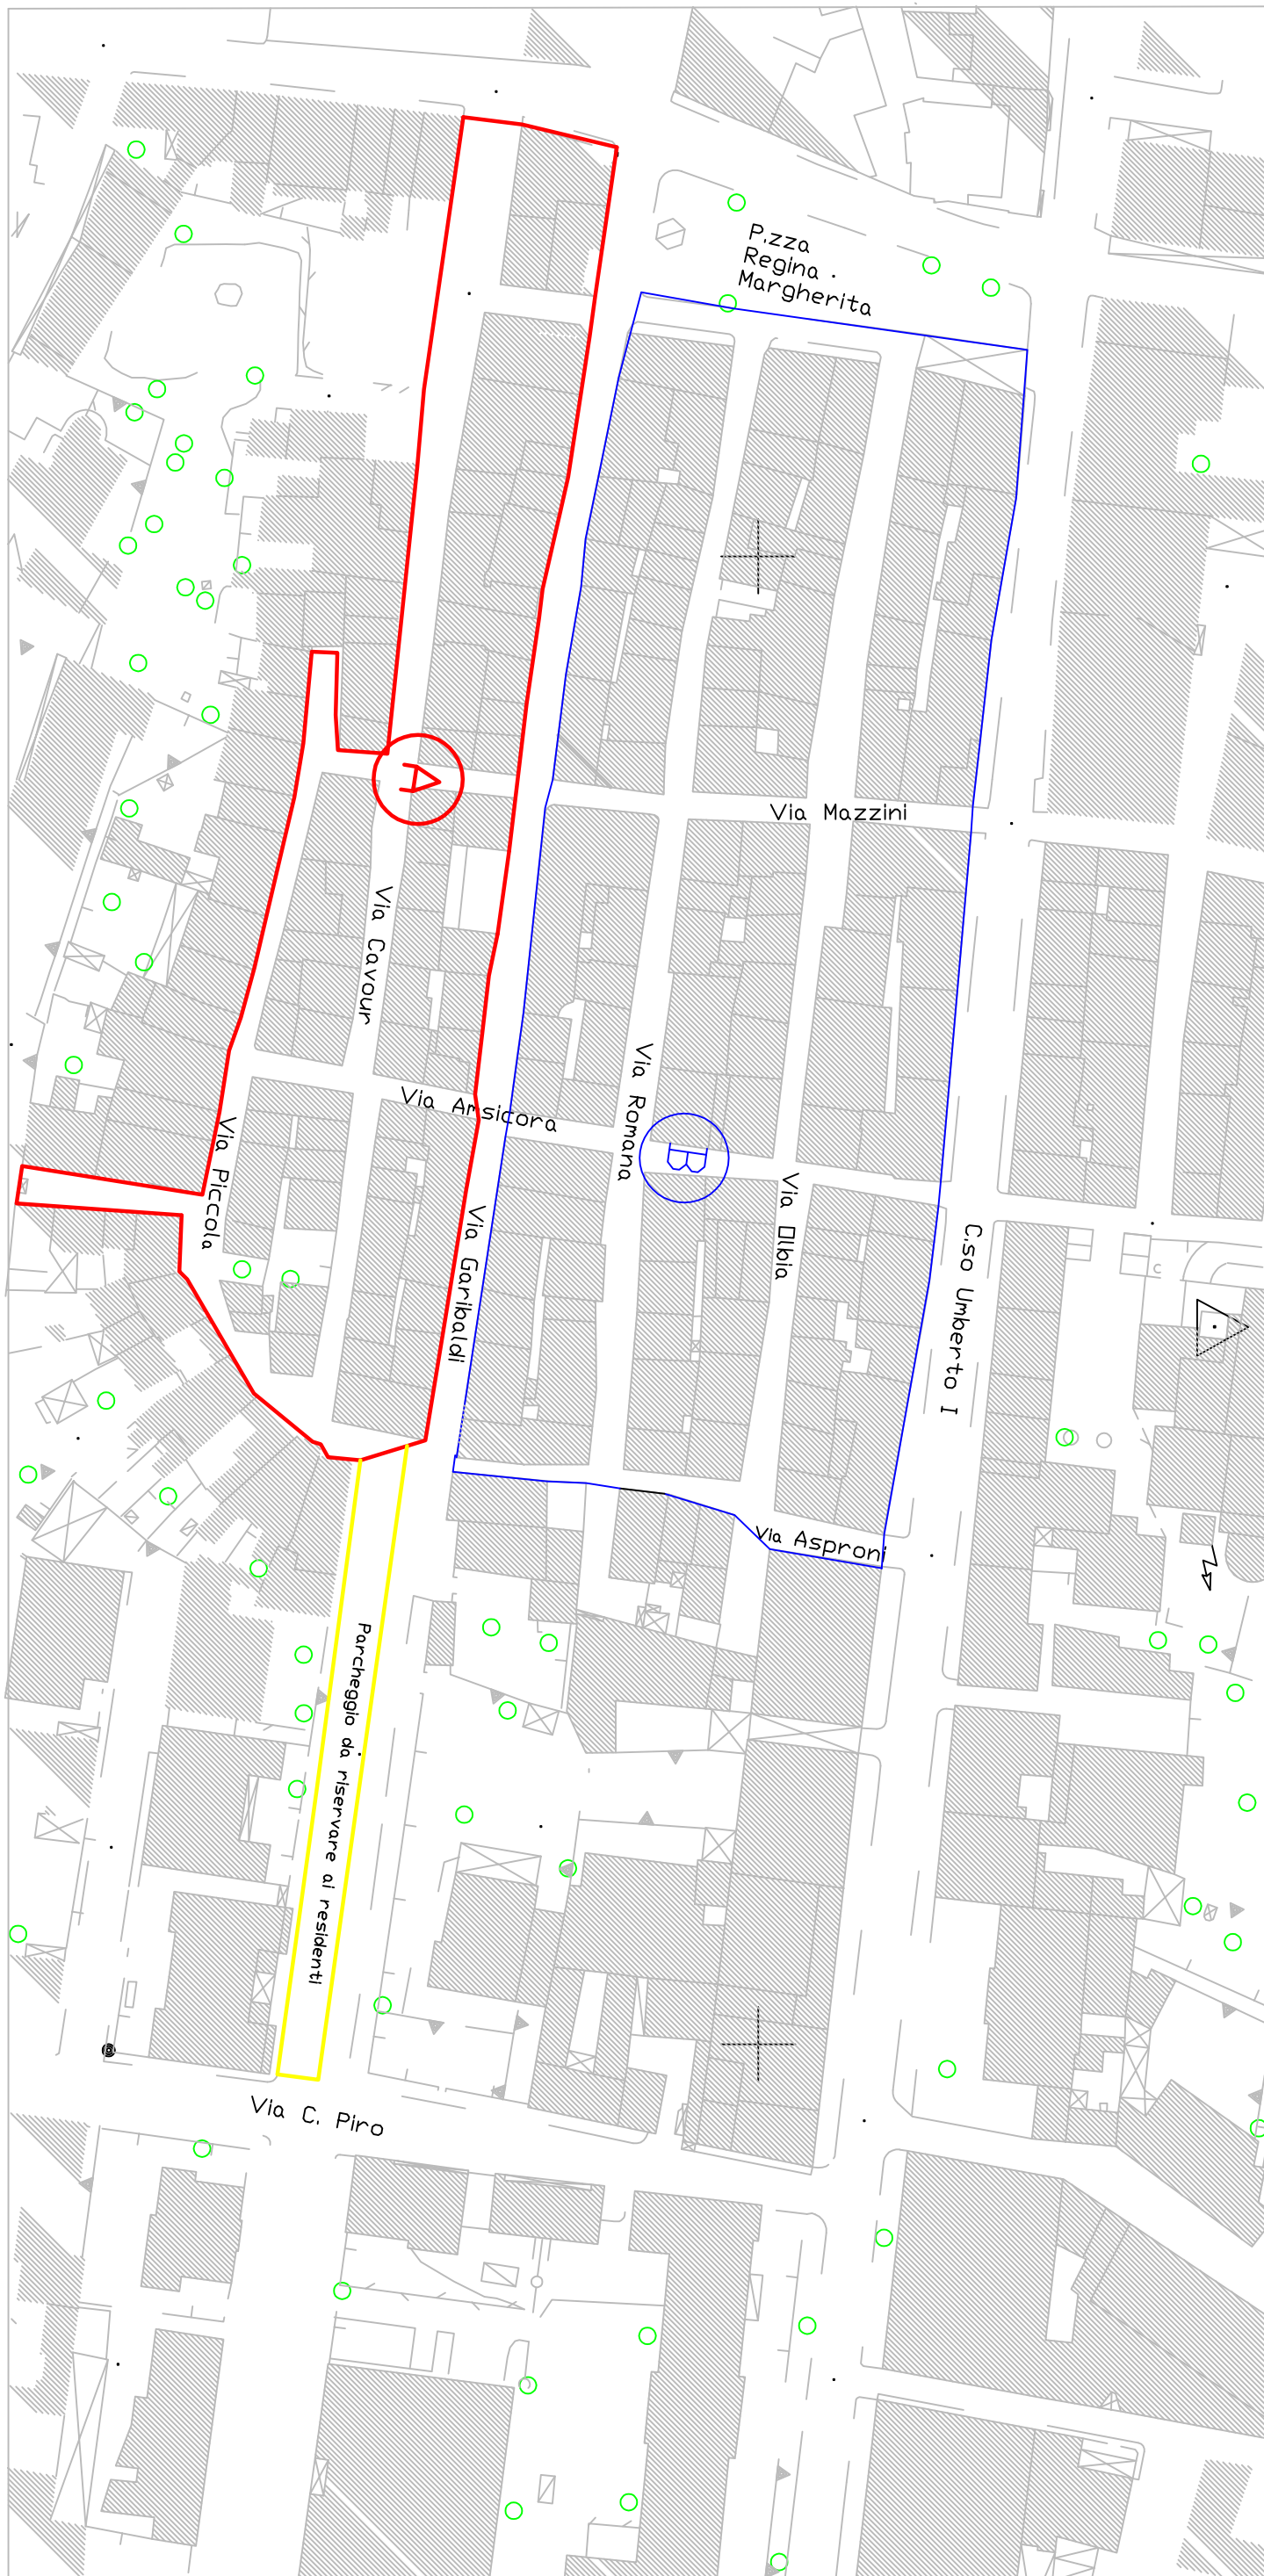 P.zza
Regina
Margherita
A
Via Mazzini
Via Cavour
Via Amsicora
Via Romana
B
Via Piccola
Via Olbia
Via Garibaldi
C.so Umberto I
Via Asproni
Parcheggio da riservare ai residenti
Via C. Piro